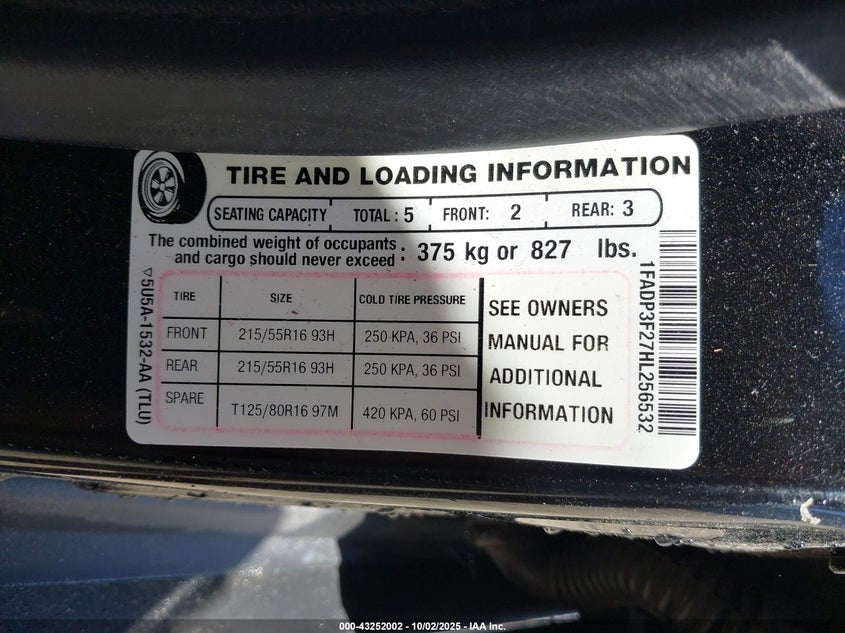 TIRE AND LOADING INFORMATION
SEATING CAPACITY TOTAL : 5 FRONT: 2 REAR: 3
The combined weight of occupants
and cargo should never exceed : 375 kg or 827 lbs.
TIRE SIZE COLD TIRE PRESSURE
FRONT 215/55R16 93H 250 KPA, 36 PSI
REAR 215/55R16 93H 250 KPA, 36 PSI
SPARE T125/80R16 97M 420 KPA, 60 PSI
SEE OWNERS
MANUAL FOR
ADDITIONAL
INFORMATION
▽5U5A-1532-AA (TLU)
1FADP3F27HL256532
000-43252002 - 10/02/2025 - IAA Inc.